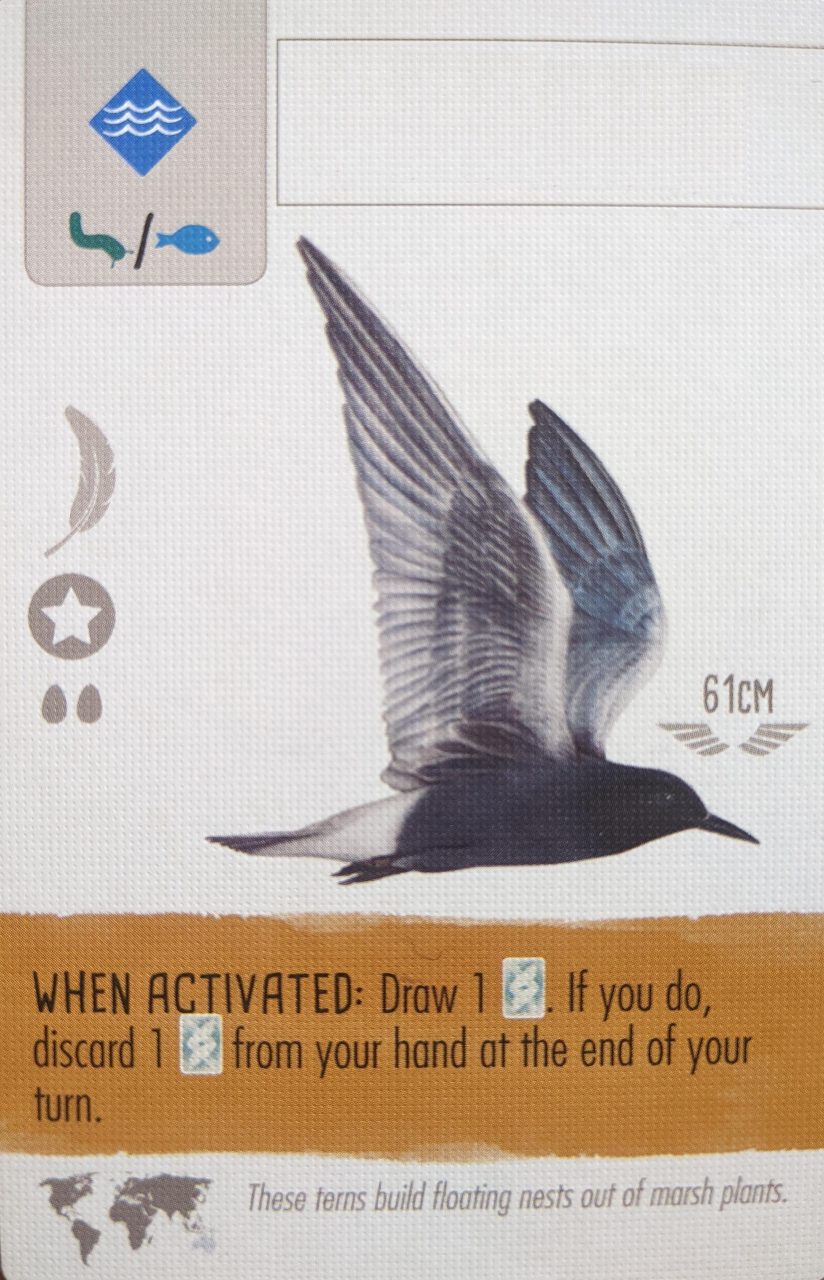 61CM
WHEN ACTIVATED: Draw 1 . If you do,
discard 1 from your hand at the end of your
turn.
These terns build floating nests out of marsh plants.